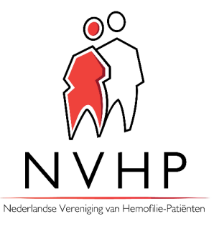 NVHP
Nederlandse Vereniging van Hemofilie-Patiënten